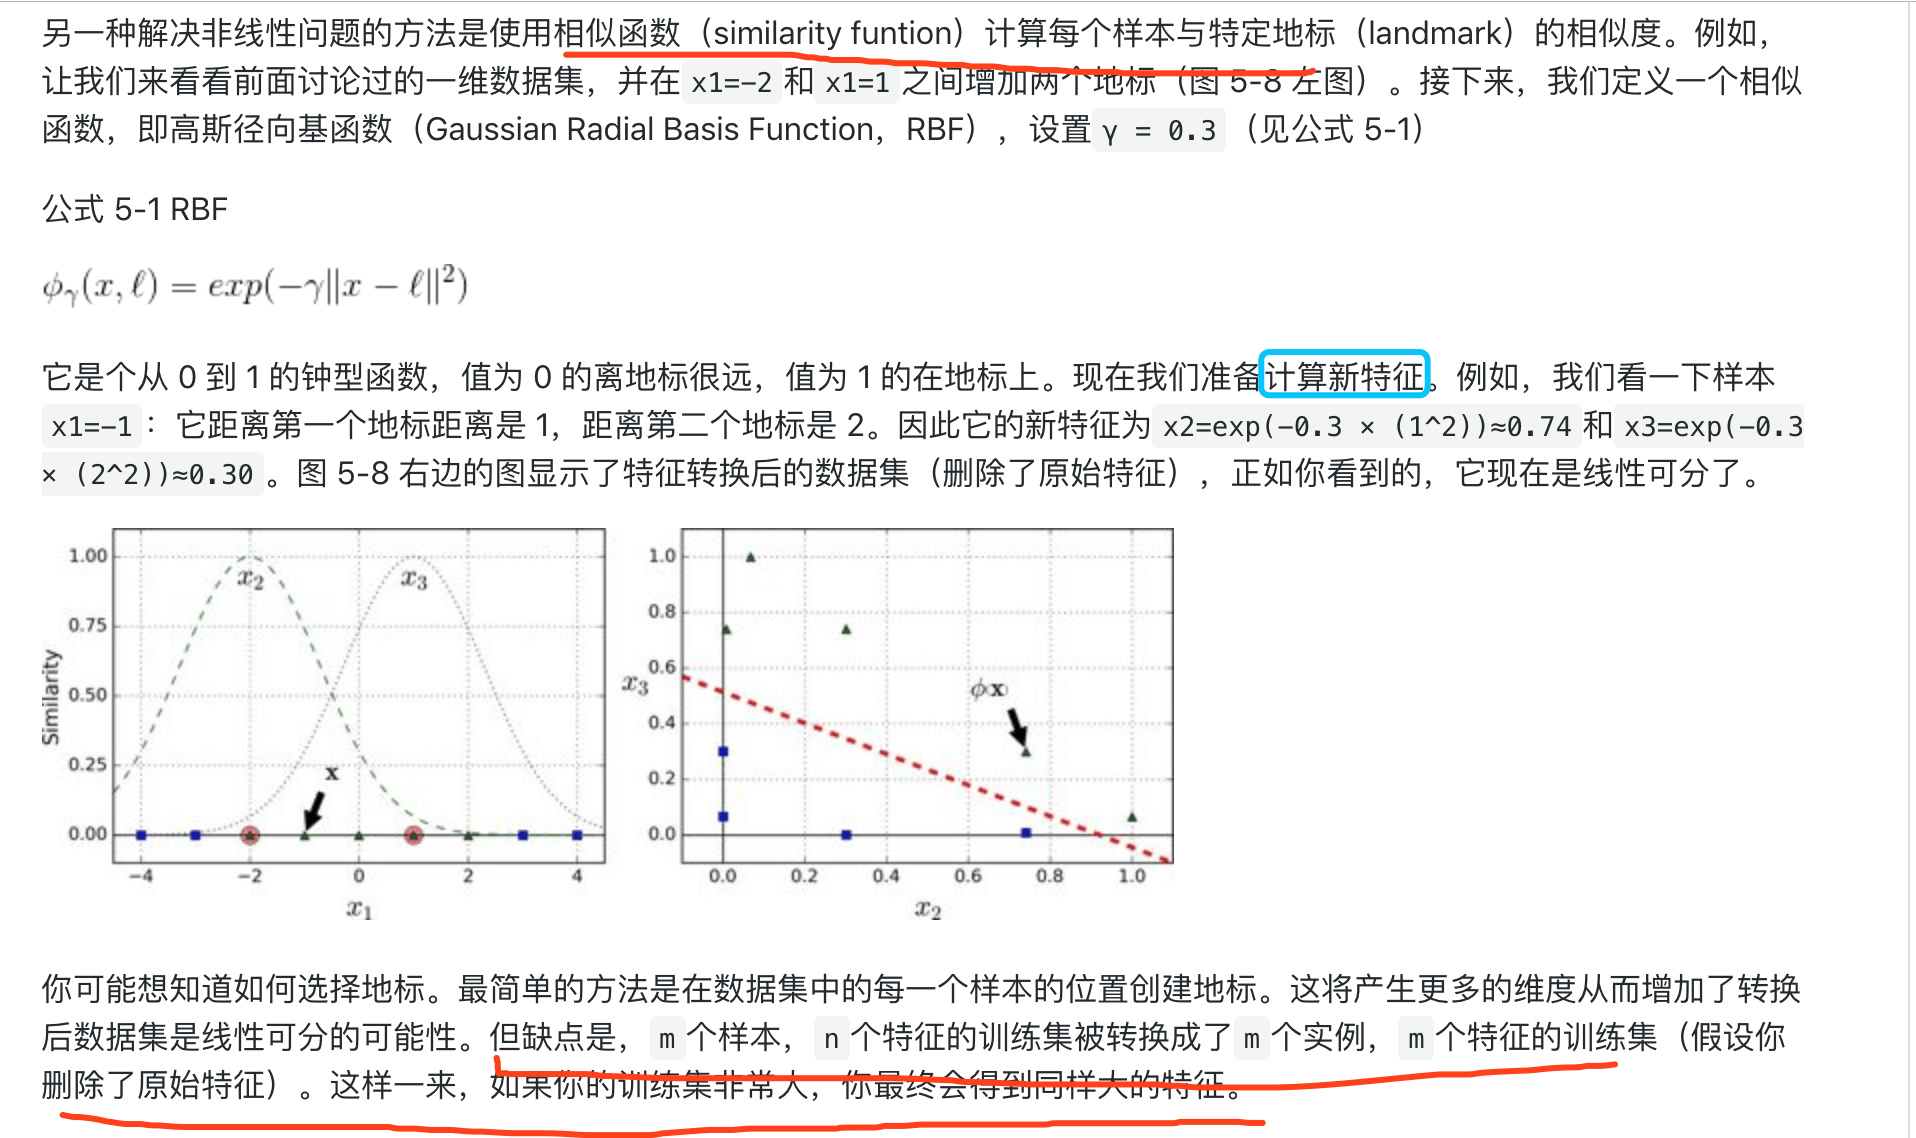 另一种解决非线性问题的方法是使用相似函数（similarity funtion）计算每个样本与特定地标（landmark）的相似度。例如，
让我们来看看前面讨论过的一维数据集，并在 x1=−2 和 x1=1 之间增加两个地标（图 5-8 左图）。接下来，我们定义一个相似
函数，即高斯径向基函数（Gaussian Radial Basis Function，RBF），设置 γ = 0.3 （见公式 5-1）
公式 5-1 RBF
ϕγ(x, ℓ) = exp(−γ‖x − ℓ‖²)
它是个从 0 到 1 的钟型函数，值为 0 的离地标很远，值为 1 的在地标上。现在我们准备计算新特征。例如，我们看一下样本
x1=−1 ：它距离第一个地标距离是 1，距离第二个地标是 2。因此它的新特征为 x2=exp(−0.3 × (1^2))≈0.74 和 x3=exp(−0.3
× (2^2))≈0.30 。图 5-8 右边的图显示了特征转换后的数据集（删除了原始特征），正如你看到的，它现在是线性可分了。
1.00
0.75
0.50
0.25
0.00
Similarity
x2
x3
x
−4
−2
0
2
4
x1
1.0
0.8
0.6
0.4
0.2
0.0
x3
ϕ(x)
0.0
0.2
0.4
0.6
0.8
1.0
x2
你可能想知道如何选择地标。最简单的方法是在数据集中的每一个样本的位置创建地标。这将产生更多的维度从而增加了转换
后数据集是线性可分的可能性。但缺点是， m 个样本， n 个特征的训练集被转换成了 m 个实例， m 个特征的训练集（假设你
删除了原始特征）。这样一来，如果你的训练集非常大，你最终会得到同样大的特征。